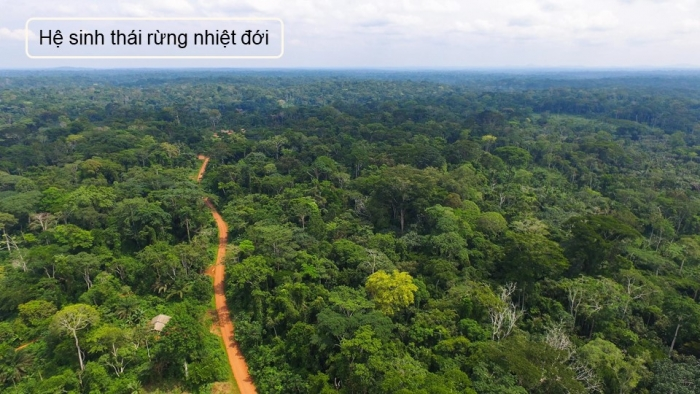 Hệ sinh thái rừng nhiệt đới